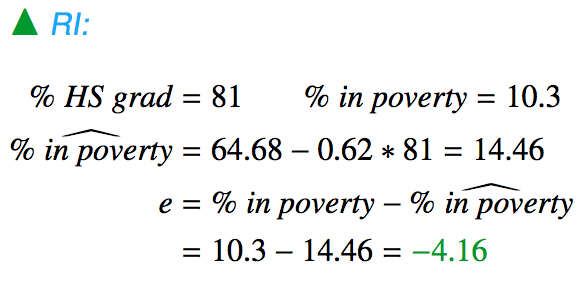 ▲ RI:
% HS grad = 81 % in poverty = 10.3
% \widehat{in poverty} = 64.68 − 0.62 ∗ 81 = 14.46
e = % in poverty − % \widehat{in poverty}
= 10.3 − 14.46 = −4.16